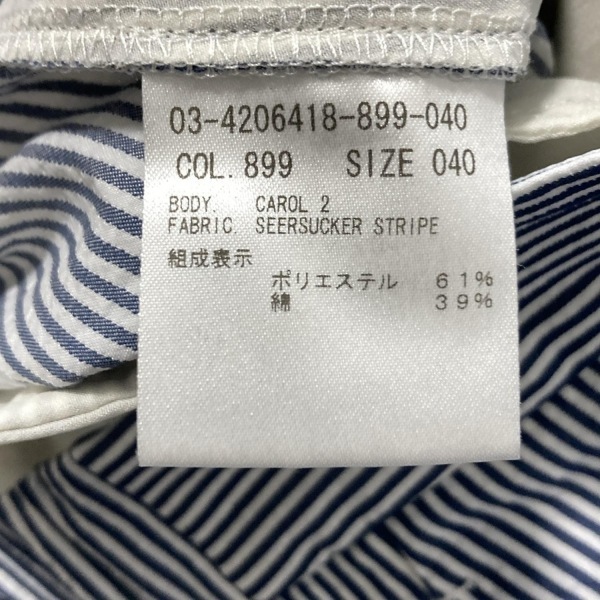 03-4206418-899-040
COL. 899 SIZE 040
BODY. CAROL 2
FABRIC. SEERSUCKER STRIPE
組成表示
ポリエステル 61%
綿 39%